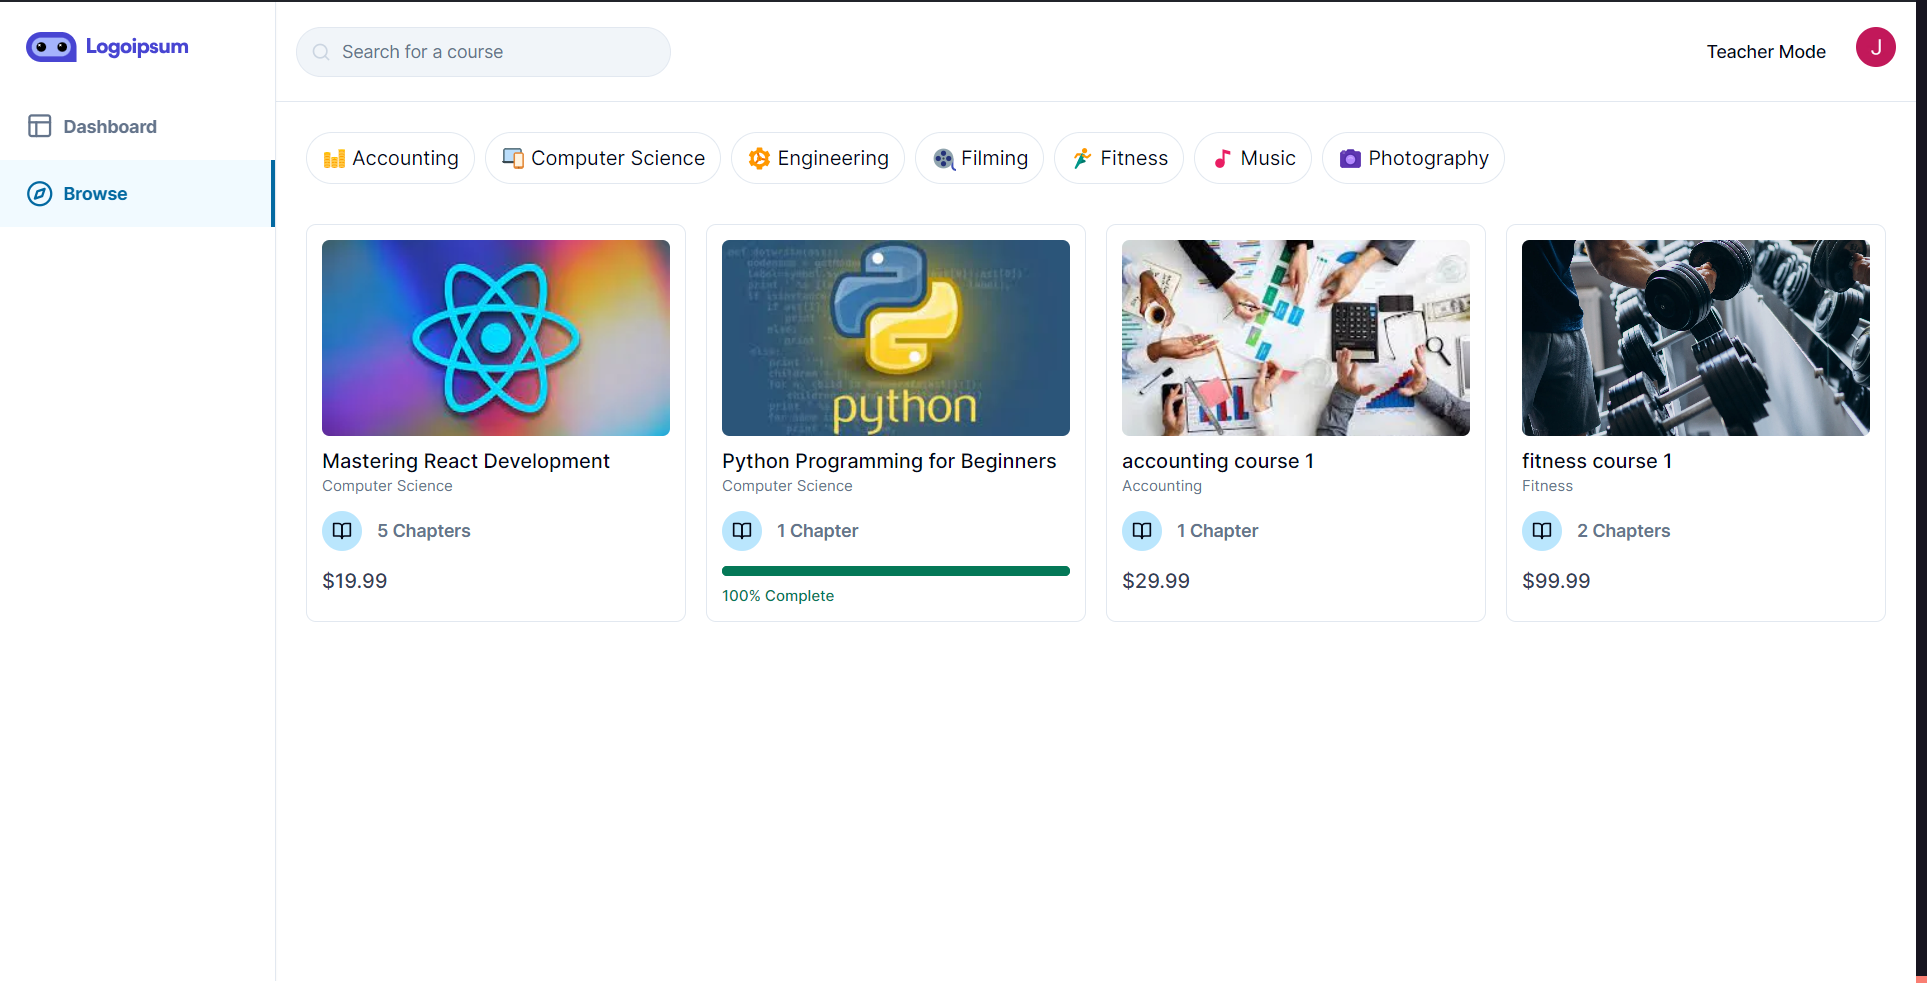 Logoipsum
Search for a course
Teacher Mode
J
Dashboard
Browse
Accounting
Computer Science
Engineering
Filming
Fitness
Music
Photography
python
Mastering React Development
Computer Science
5 Chapters
$19.99
Python Programming for Beginners
Computer Science
1 Chapter
100% Complete
accounting course 1
Accounting
1 Chapter
$29.99
fitness course 1
Fitness
2 Chapters
$99.99